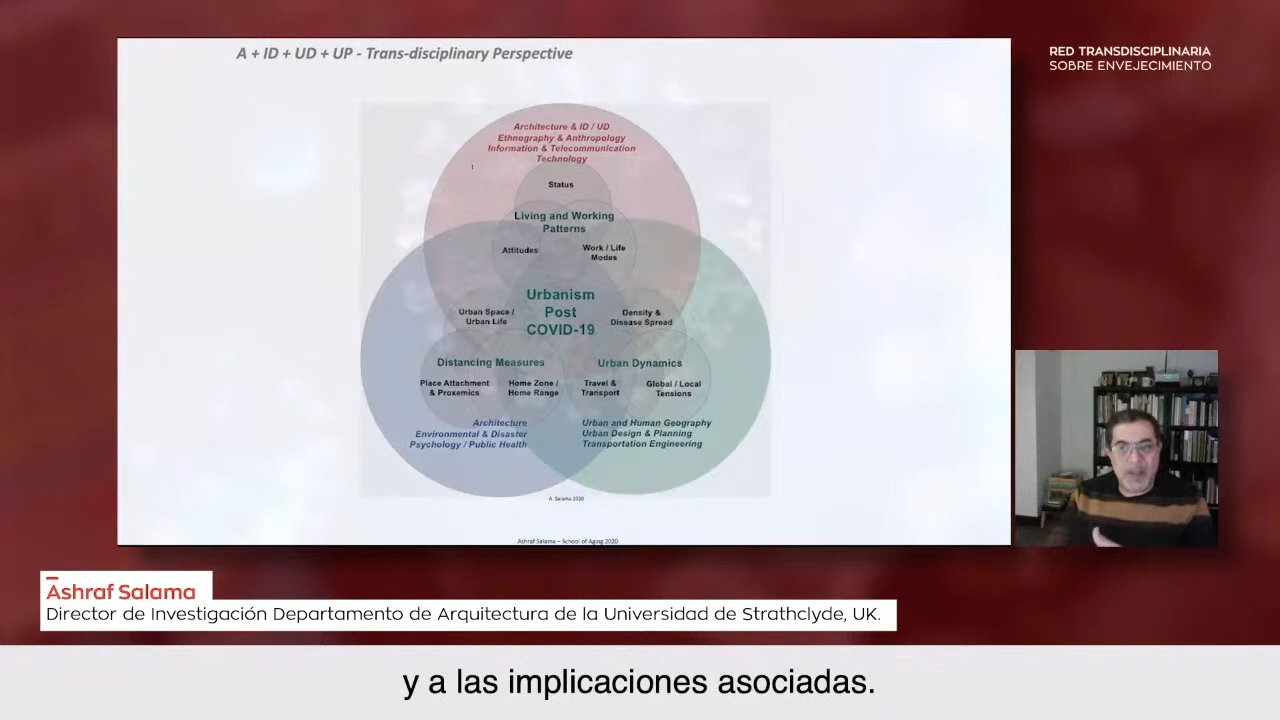 A + ID + UD + UP - Trans-disciplinary Perspective
RED TRANSDISCIPLINARIA
SOBRE ENVEJECIMIENTO
Architecture & ID / UD
Ethnography & Anthropology
Information & Telecommunication
Technology
Status
Living and Working
Patterns
Attitudes
Work / Life
Modes
Urbanism
Post
COVID-19
Urban Space /
Urban Life
Density &
Disease Spread
Distancing Measures
Urban Dynamics
Place Attachment
& Proxemics
Home Zone /
Home Range
Travel &
Transport
Global / Local
Tensions
Architecture
Environmental & Disaster
Psychology / Public Health
Urban and Human Geography
Urban Design & Planning
Transportation Engineering
A. Salama 2020
Ashraf Salama – School of Aging 2020
Ashraf Salama
Director de Investigación Departamento de Arquitectura de la Universidad de Strathclyde, UK.
y a las implicaciones asociadas.